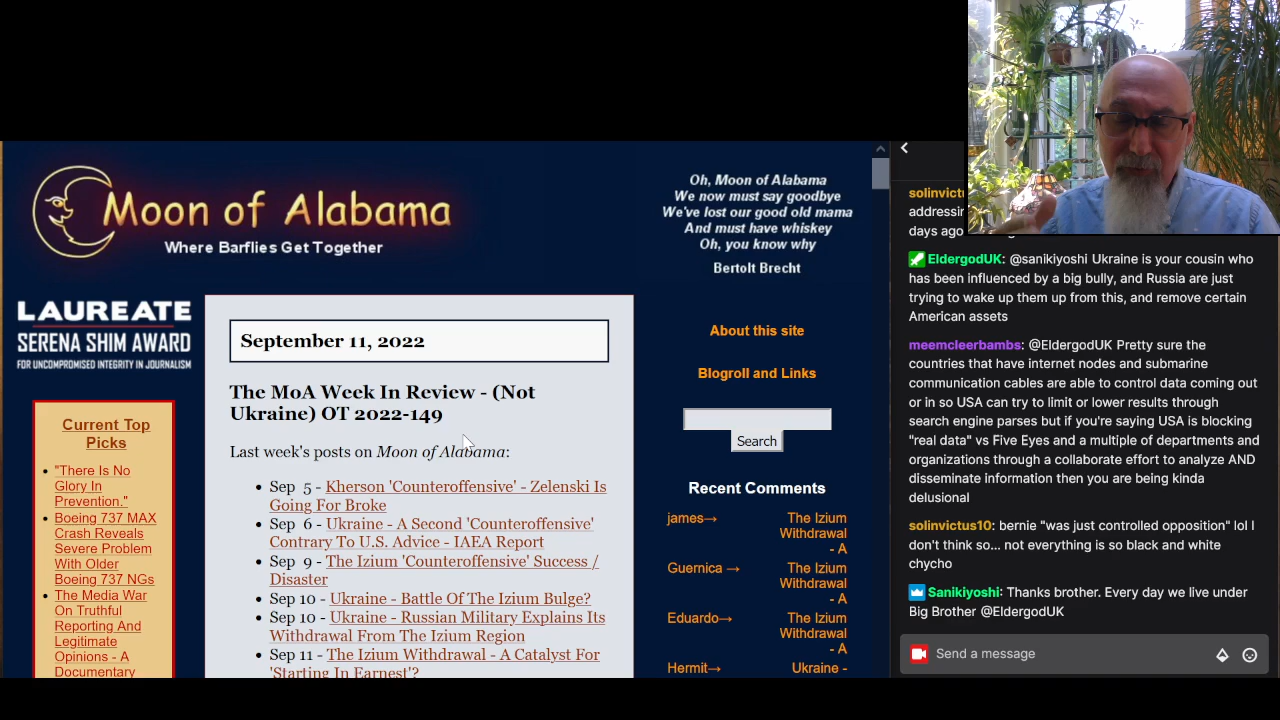 Moon of Alabama
Where Barflies Get Together
Oh, Moon of Alabama
We now must say goodbye
We've lost our good old mama
And must have whiskey
Oh, you know why
Bertolt Brecht
LAUREATE
SERENA SHIM AWARD
FOR UNCOMPROMISED INTEGRITY IN JOURNALISM
Current Top
Picks
"There Is No
Glory In
Prevention."
Boeing 737 MAX
Crash Reveals
Severe Problem
With Older
Boeing 737 NGs
The Media War
On Truthful
Reporting And
Legitimate
Opinions - A
Documentary
September 11, 2022
The MoA Week In Review - (Not
Ukraine) OT 2022-149
Last week's posts on Moon of Alabama:
Sep 5 - Kherson 'Counteroffensive' - Zelenski Is
Going For Broke
Sep 6 - Ukraine - A Second 'Counteroffensive'
Contrary To U.S. Advice - IAEA Report
Sep 9 - The Izium 'Counteroffensive' Success /
Disaster
Sep 10 - Ukraine - Battle Of The Izium Bulge?
Sep 10 - Ukraine - Russian Military Explains Its
Withdrawal From The Izium Region
Sep 11 - The Izium Withdrawal - A Catalyst For
'Starting In Earnest'?
About this site
Blogroll and Links
Search
Recent Comments
james→ The Izium
Withdrawal
- A
Guernica → The Izium
Withdrawal
- A
Eduardo→ The Izium
Withdrawal
- A
Hermit→ Ukraine -
days ago
EldergodUK: @sanikiyoshi Ukraine is your cousin who
has been influenced by a big bully, and Russia are just
trying to wake up them up from this, and remove certain
American assets
meemcleerbambs: @EldergodUK Pretty sure the
countries that have internet nodes and submarine
communication cables are able to control data coming out
or in so USA can try to limit or lower results through
search engine parses but if you're saying USA is blocking
"real data" vs Five Eyes and a multiple of departments and
organizations through a collaborate effort to analyze AND
disseminate information then you are being kinda
delusional
solinvictus10: bernie "was just controlled opposition" lol I
don't think so... not everything is so black and white
chycho
Sanikiyoshi: Thanks brother. Every day we live under
Big Brother @EldergodUK
Send a message